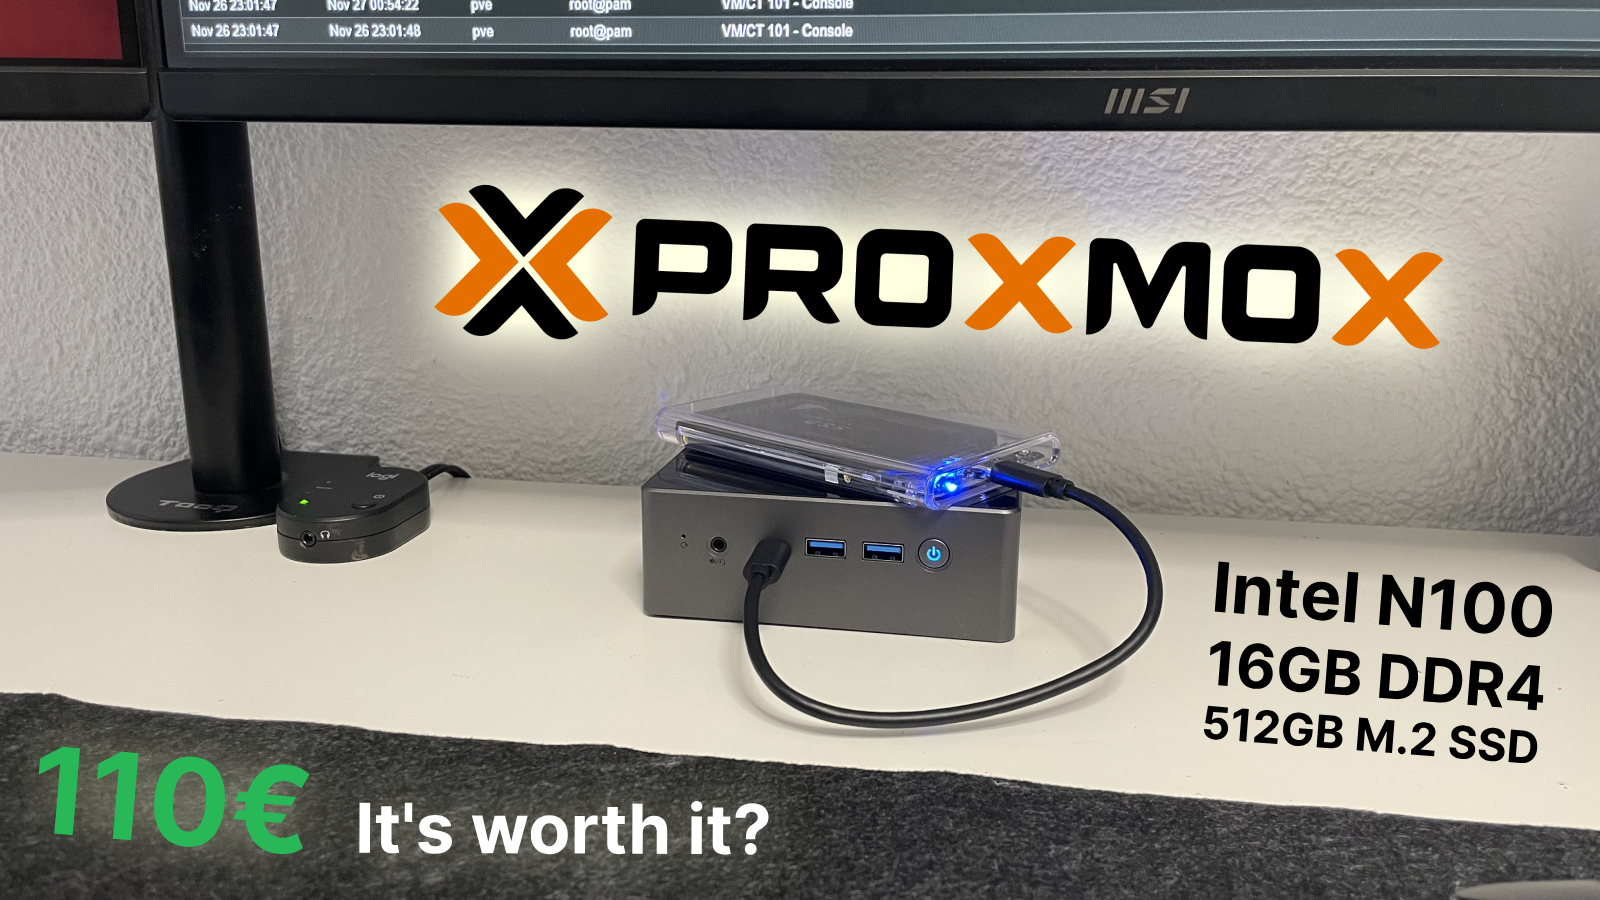 Nov 26 23:01:47 Nov 27 00:54:22 pve root@pam VM/CT 101 - Console
Nov 26 23:01:47 Nov 26 23:01:48 pve root@pam VM/CT 101 - Console
msi
PROXMOX
logi
TooQ
Intel N100
16GB DDR4
512GB M.2 SSD
110€
It's worth it?